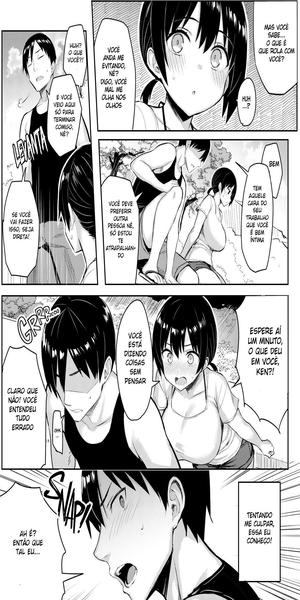 MAS VOCÊ
SABE...
O QUE É
QUE ROLA COM
VOCÊ?
HUH
...?
VOCÊ
ANDA ME
EVITANDO,
NÉ?
DIGO, VOCÊ
MAL ME
OLHA NOS
OLHOS
HUH?
O QUE
VOCÊ?!
E VOCÊ
VEIO AQUI
SÓ PARA
TERMINAR
COMIGO,
NÉ?
LEVANTA
SE VOCÊ
VAI FAZER
ISSO, SEJA
DIRETA!
BEM
TEM
AQUELE
CARA DO
SEU
TRABALHO
QUE VOCÊ
É BEM
ÍNTIMA
VOCÊ DEVE
PREFERIR
OUTRA
PESSOA NÉ,
SÓ ESTOU
TE
ATRAPALHAN-
DO
GRRR...
ESPERE AÍ
UM MINUTO,
O QUE DEU
EM VOCÊ,
KEN?!
VOCÊ
ESTÁ
DIZENDO
COISAS SEM
PENSAR
CLARO QUE
NÃO! VOCÊ
ENTENDEU
TUDO
ERRADO
SNAP!
TENTANDO
ME CULPAR,
ESSA EU
CONHEÇO!
AH É?
ENTÃO QUE
TAL EU...